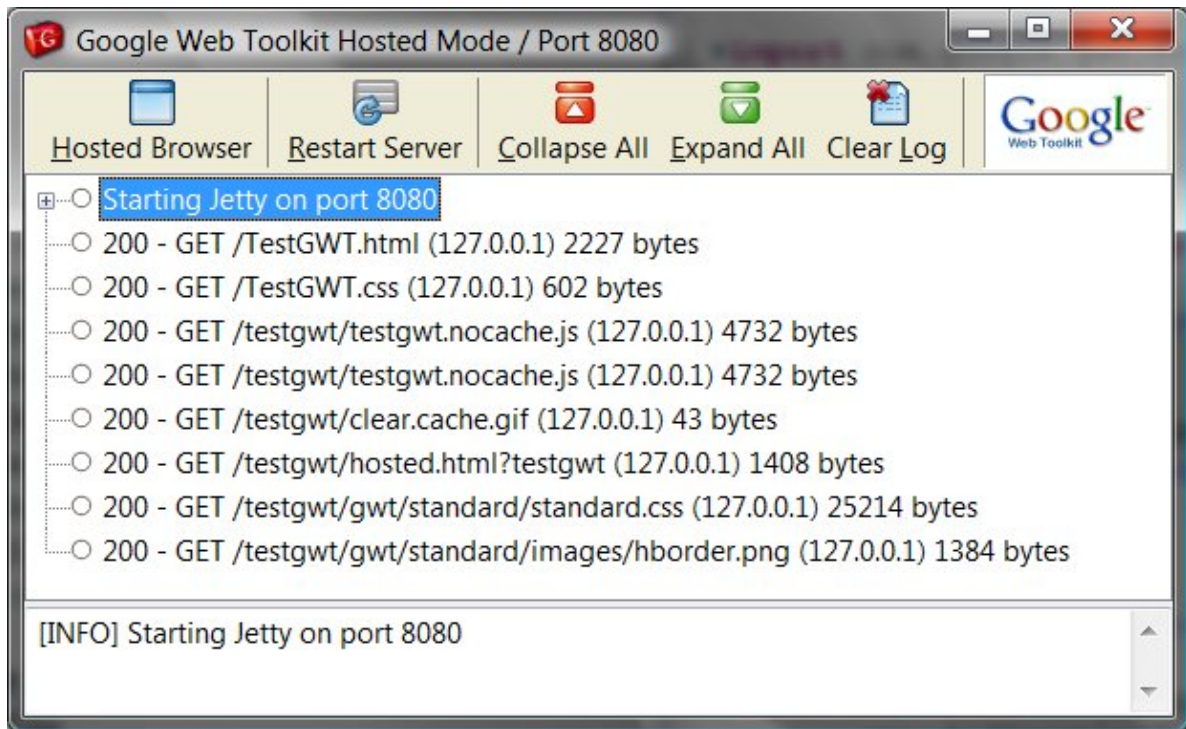 Google Web Toolkit Hosted Mode / Port 8080
Hosted Browser Restart Server Collapse All Expand All Clear Log Google
Web Toolkit
Starting Jetty on port 8080
200 - GET /TestGWT.html (127.0.0.1) 2227 bytes
200 - GET /TestGWT.css (127.0.0.1) 602 bytes
200 - GET /testgwt/testgwt.nocache.js (127.0.0.1) 4732 bytes
200 - GET /testgwt/testgwt.nocache.js (127.0.0.1) 4732 bytes
200 - GET /testgwt/clear.cache.gif (127.0.0.1) 43 bytes
200 - GET /testgwt/hosted.html?testgwt (127.0.0.1) 1408 bytes
200 - GET /testgwt/gwt/standard/standard.css (127.0.0.1) 25214 bytes
200 - GET /testgwt/gwt/standard/images/hborder.png (127.0.0.1) 1384 bytes
[INFO] Starting Jetty on port 8080